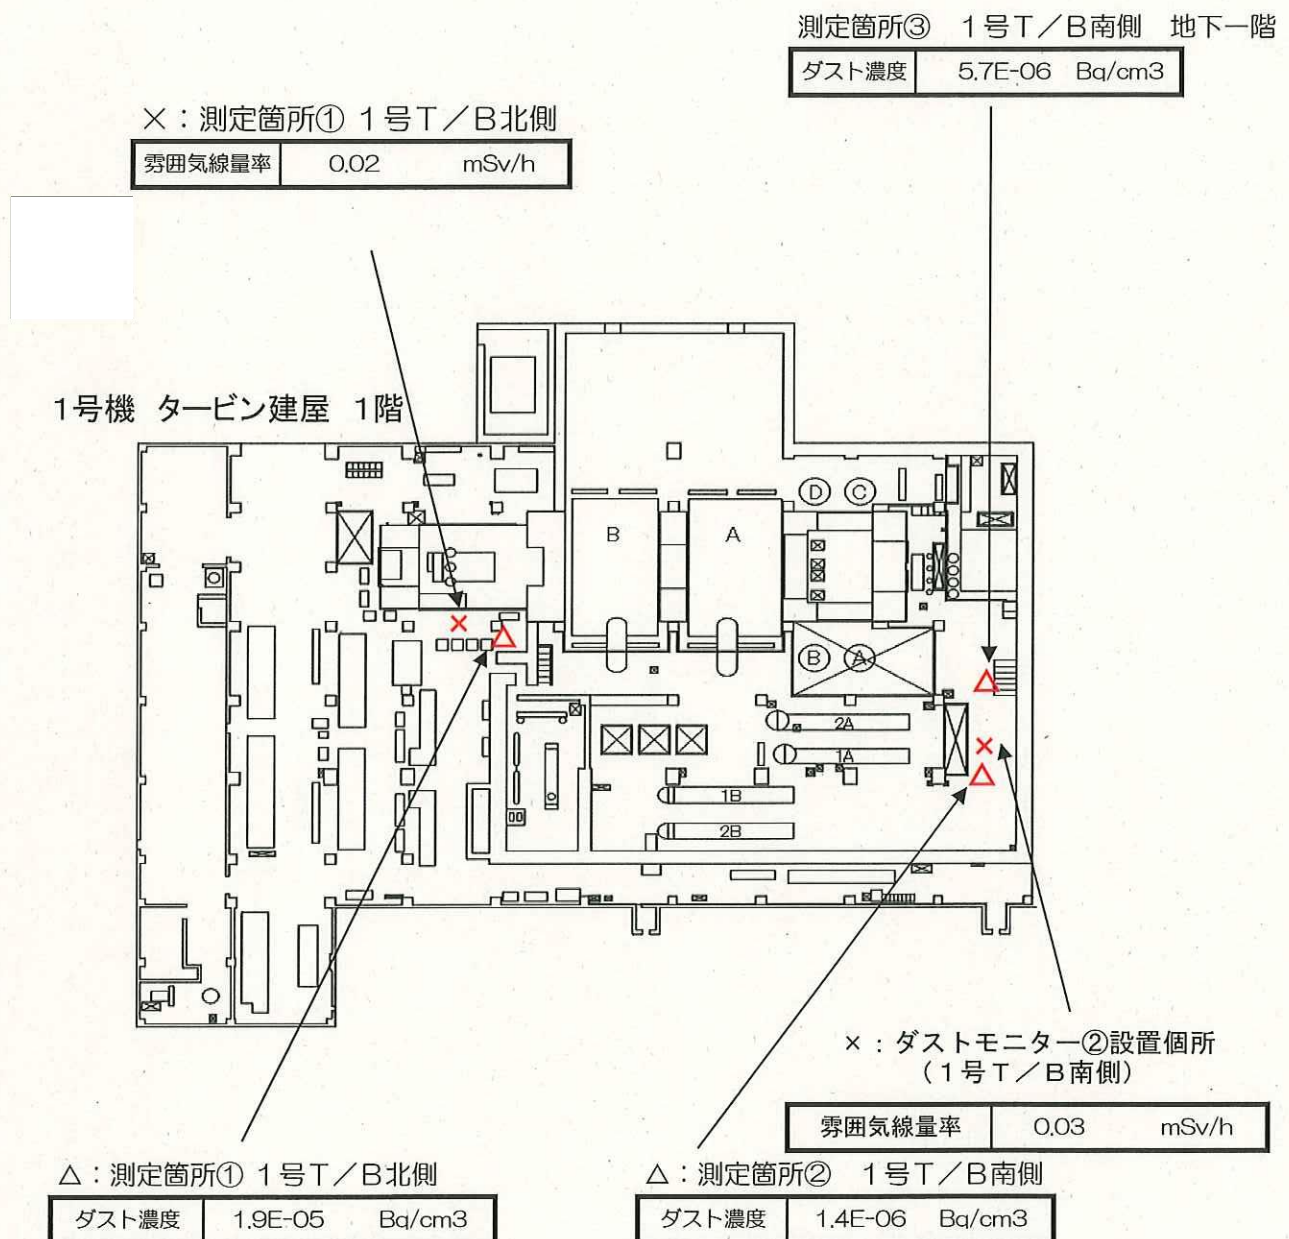 測定箇所③ 1号T/B南側 地下一階
ダスト濃度 5.7E-06 Bq/cm3
×:測定箇所① 1号T/B北側
雰囲気線量率 0.02 mSv/h
1号機 タービン建屋 1階
D C
B A
B A
2A
1A
1B
2B
×:ダストモニター②設置個所
(1号T/B南側)
雰囲気線量率 0.03 mSv/h
△:測定箇所① 1号T/B北側
ダスト濃度 1.9E-05 Bq/cm3
△:測定箇所② 1号T/B南側
ダスト濃度 1.4E-06 Bq/cm3